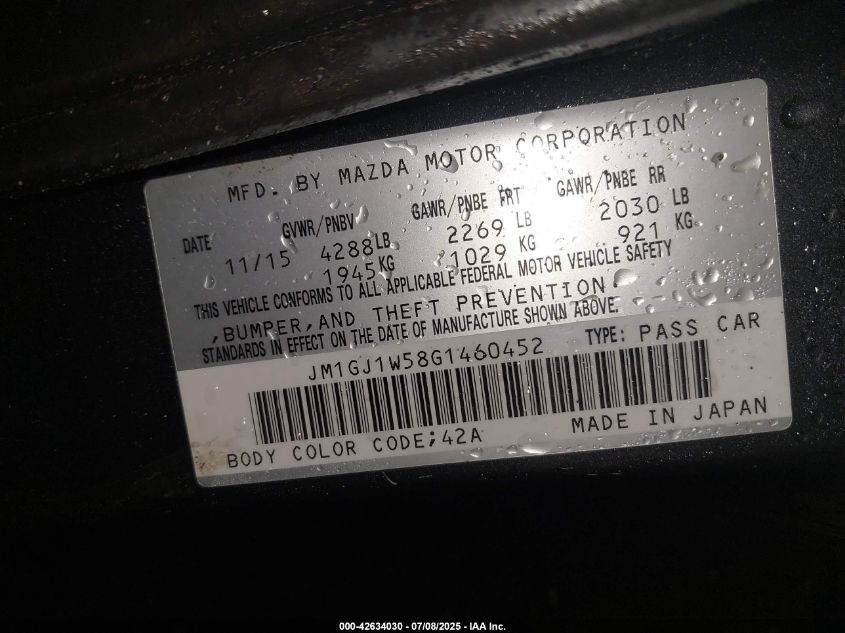 MFD. BY MAZDA MOTOR CORPORATION
DATE GVWR/PNBV GAWR/PNBE FRT GAWR/PNBE RR
11/15 4288LB 2269 LB 2030 LB
1945KG 1029 KG 921 KG
THIS VEHICLE CONFORMS TO ALL APPLICABLE FEDERAL MOTOR VEHICLE SAFETY
,BUMPER,AND THEFT PREVENTION
STANDARDS IN EFFECT ON THE DATE OF MANUFACTURE SHOWN ABOVE.
JM1GJ1W58G1460452 TYPE: PASS CAR
BODY COLOR CODE;42A MADE IN JAPAN
000-42634030 - 07/08/2025 - IAA Inc.